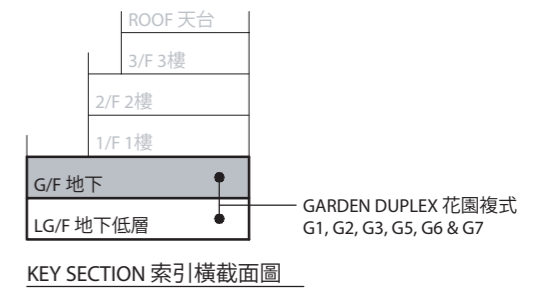 ROOF 天台
3/F 3樓
2/F 2樓
1/F 1樓
G/F 地下
LG/F 地下低層
GARDEN DUPLEX 花園複式
G1, G2, G3, G5, G6 & G7
KEY SECTION 索引橫截面圖